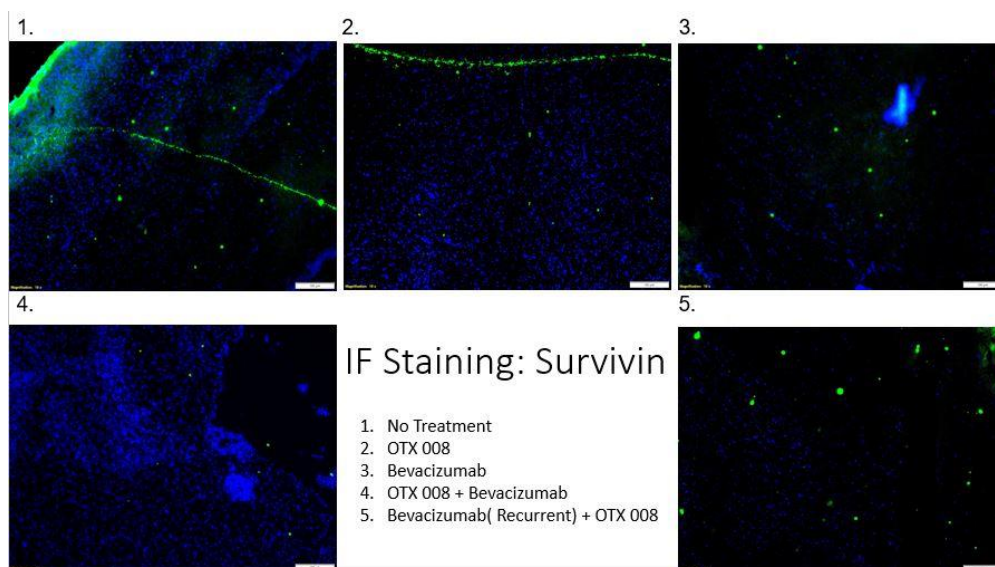 1.
2.
3.
4.
IF Staining: Survivin
5.
1. No Treatment
2. OTX 008
3. Bevacizumab
4. OTX 008 + Bevacizumab
5. Bevacizumab( Recurrent) + OTX 008